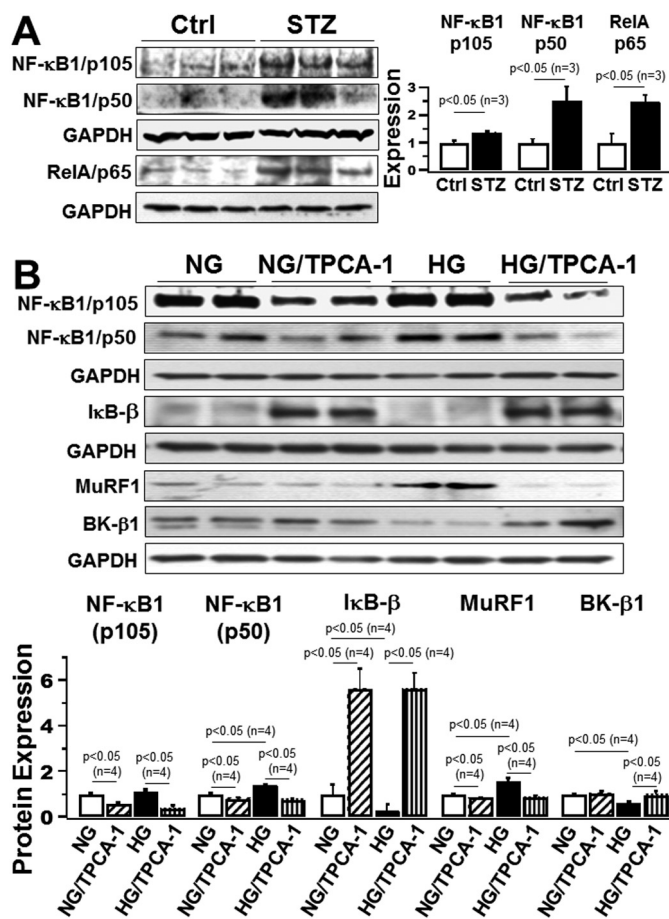 A
Ctrl STZ
NF-κB1/p105
NF-κB1/p50
GAPDH
RelA/p65
GAPDH
NF-κB1 NF-κB1 RelA
p105 p50 p65
Expression
3
2
1
0
p<0.05 (n=3)
p<0.05 (n=3)
p<0.05 (n=3)
Ctrl STZ Ctrl STZ Ctrl STZ
B
NG NG/TPCA-1 HG HG/TPCA-1
NF-κB1/p105
NF-κB1/p50
GAPDH
IκB-β
GAPDH
MuRF1
BK-β1
GAPDH
NF-κB1 NF-κB1 IκB-β MuRF1 BK-β1
(p105) (p50)
Protein Expression
6
4
2
0
p<0.05
(n=4)
p<0.05
(n=4)
p<0.05 (n=4)
p<0.05
(n=4)
p<0.05
(n=4)
p<0.05 (n=4)
p<0.05 (n=4)
p<0.05 (n=4)
p<0.05 (n=4)
p<0.05
(n=4)
p<0.05
(n=4)
p<0.05 (n=4)
p<0.05
(n=4)
NG NG/TPCA-1 HG HG/TPCA-1 NG NG/TPCA-1 HG HG/TPCA-1 NG NG/TPCA-1 HG HG/TPCA-1 NG NG/TPCA-1 HG HG/TPCA-1 NG NG/TPCA-1 HG HG/TPCA-1